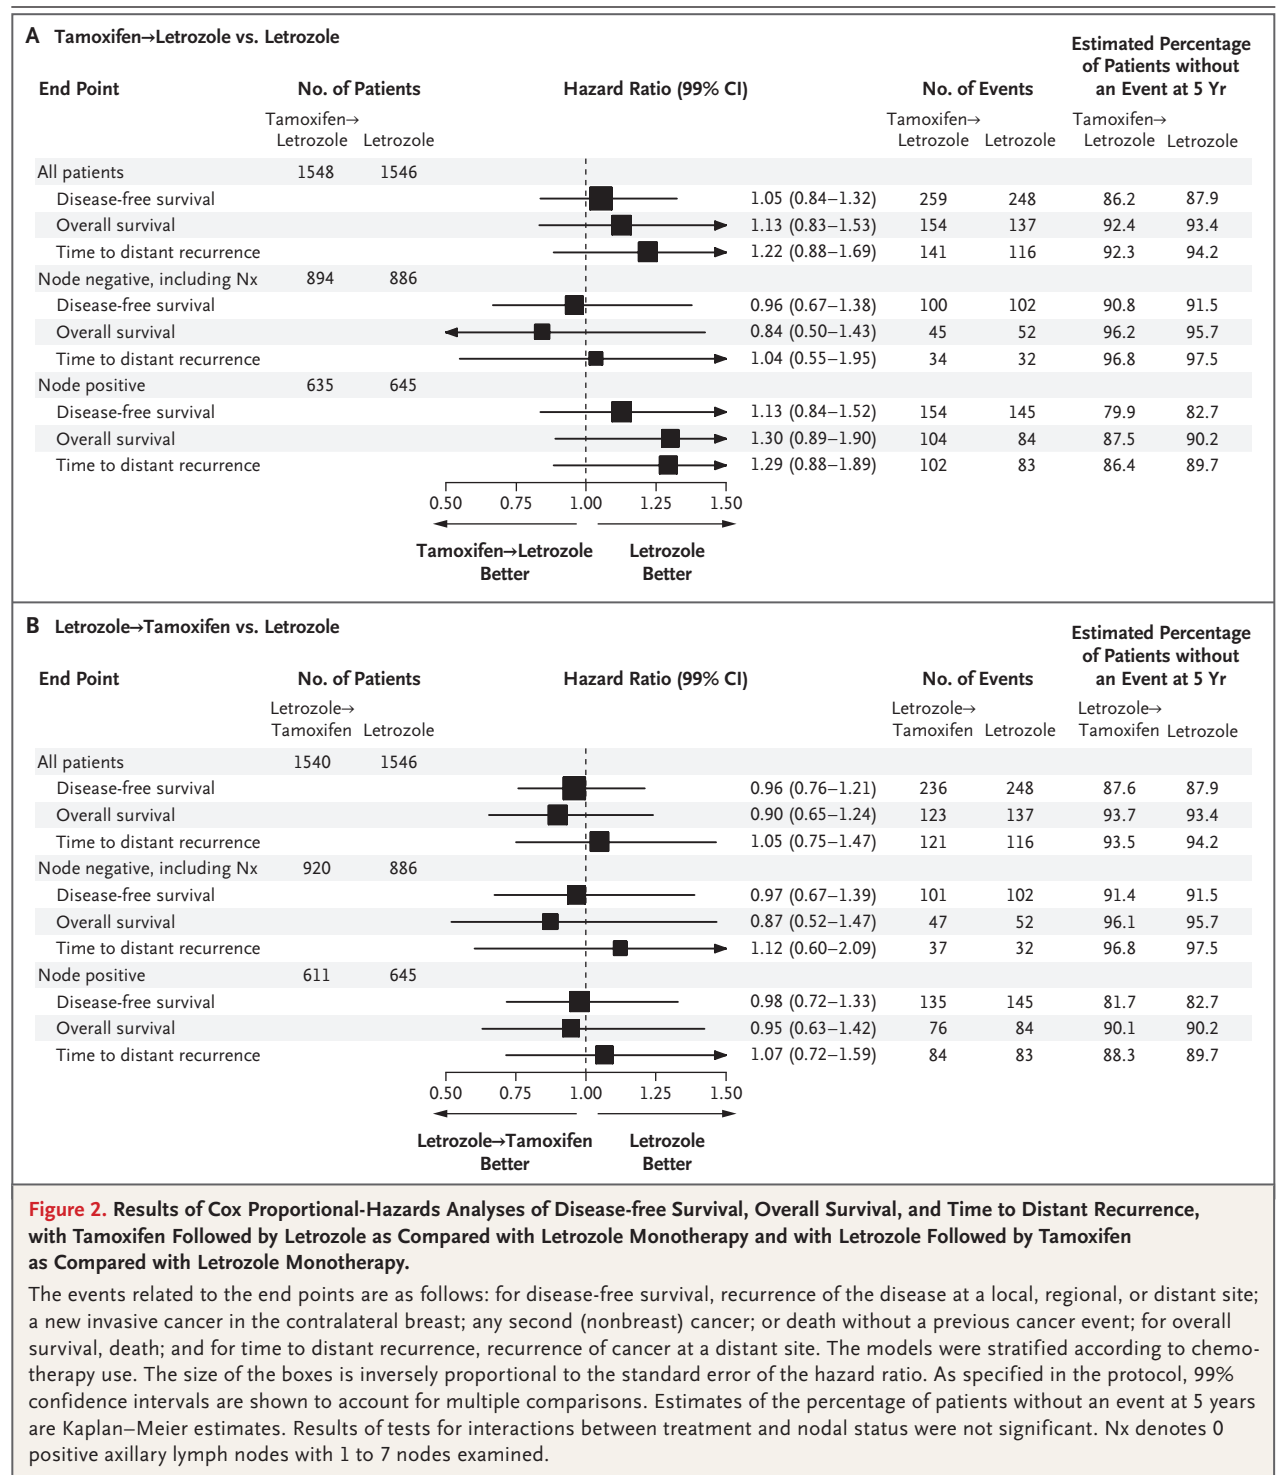 A Tamoxifen→Letrozole vs. Letrozole
End Point No. of Patients Hazard Ratio (99% CI) No. of Events Estimated Percentage
of Patients without
an Event at 5 Yr
Tamoxifen→
Letrozole Letrozole Tamoxifen→
Letrozole Letrozole Tamoxifen→
Letrozole Letrozole
All patients 1548 1546
Disease-free survival 1.05 (0.84–1.32) 259 248 86.2 87.9
Overall survival 1.13 (0.83–1.53) 154 137 92.4 93.4
Time to distant recurrence 1.22 (0.88–1.69) 141 116 92.3 94.2
Node negative, including Nx 894 886
Disease-free survival 0.96 (0.67–1.38) 100 102 90.8 91.5
Overall survival 0.84 (0.50–1.43) 45 52 96.2 95.7
Time to distant recurrence 1.04 (0.55–1.95) 34 32 96.8 97.5
Node positive 635 645
Disease-free survival 1.13 (0.84–1.52) 154 145 79.9 82.7
Overall survival 1.30 (0.89–1.90) 104 84 87.5 90.2
Time to distant recurrence 1.29 (0.88–1.89) 102 83 86.4 89.7
0.50 0.75 1.00 1.25 1.50
Tamoxifen→Letrozole
Better Letrozole
Better
B Letrozole→Tamoxifen vs. Letrozole
End Point No. of Patients Hazard Ratio (99% CI) No. of Events Estimated Percentage
of Patients without
an Event at 5 Yr
Letrozole→
Tamoxifen Letrozole Letrozole→
Tamoxifen Letrozole Letrozole→
Tamoxifen Letrozole
All patients 1540 1546
Disease-free survival 0.96 (0.76–1.21) 236 248 87.6 87.9
Overall survival 0.90 (0.65–1.24) 123 137 93.7 93.4
Time to distant recurrence 1.05 (0.75–1.47) 121 116 93.5 94.2
Node negative, including Nx 920 886
Disease-free survival 0.97 (0.67–1.39) 101 102 91.4 91.5
Overall survival 0.87 (0.52–1.47) 47 52 96.1 95.7
Time to distant recurrence 1.12 (0.60–2.09) 37 32 96.8 97.5
Node positive 611 645
Disease-free survival 0.98 (0.72–1.33) 135 145 81.7 82.7
Overall survival 0.95 (0.63–1.42) 76 84 90.1 90.2
Time to distant recurrence 1.07 (0.72–1.59) 84 83 88.3 89.7
0.50 0.75 1.00 1.25 1.50
Letrozole→Tamoxifen
Better Letrozole
Better
Figure 2. Results of Cox Proportional-Hazards Analyses of Disease-free Survival, Overall Survival, and Time to Distant Recurrence,
with Tamoxifen Followed by Letrozole as Compared with Letrozole Monotherapy and with Letrozole Followed by Tamoxifen
as Compared with Letrozole Monotherapy.
The events related to the end points are as follows: for disease-free survival, recurrence of the disease at a local, regional, or distant site;
a new invasive cancer in the contralateral breast; any second (nonbreast) cancer; or death without a previous cancer event; for overall
survival, death; and for time to distant recurrence, recurrence of cancer at a distant site. The models were stratified according to chemo-
therapy use. The size of the boxes is inversely proportional to the standard error of the hazard ratio. As specified in the protocol, 99%
confidence intervals are shown to account for multiple comparisons. Estimates of the percentage of patients without an event at 5 years
are Kaplan–Meier estimates. Results of tests for interactions between treatment and nodal status were not significant. Nx denotes 0
positive axillary lymph nodes with 1 to 7 nodes examined.